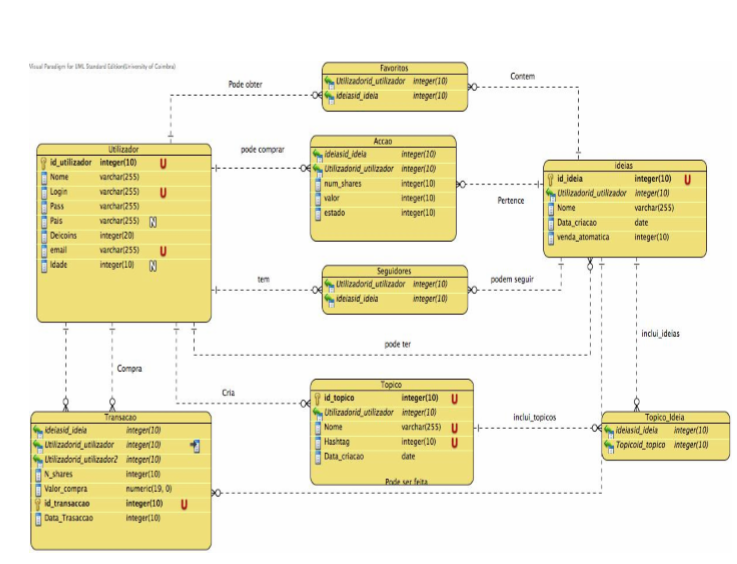 Visual Paradigm for UML Standard Edition(University of Coimbra)
Favoritos
Utilizadorid_utilizador integer(10)
ideiasid_ideia integer(10)
Pode obter
Contem
Utilizador
id_utilizador integer(10) U
Nome varchar(255)
Login varchar(255) U
Pass varchar(255)
Pais varchar(255) N
Deicoins integer(20)
email varchar(255) U
Idade integer(10) N
pode comprar
Accao
ideiasid_ideia integer(10)
Utilizadorid_utilizador integer(10)
num_shares integer(10)
valor integer(10)
estado integer(10)
Pertence
ideias
id_ideia integer(10) U
Utilizadorid_utilizador integer(10)
Nome varchar(255)
Data_criacao date
venda_atomatica integer(10)
tem
Seguidores
Utilizadorid_utilizador integer(10)
ideiasid_ideia integer(10)
podem seguir
pode ter
inclui_ideias
Compra
Cria
Topico
id_topico integer(10) U
Utilizadorid_utilizador integer(10)
Nome varchar(255) U
Hashtag integer(10) U
Data_criacao date
Pode ser feita
inclui_topicos
Topico_Ideia
ideiasid_ideia integer(10)
Topicoid_topico integer(10)
Transacao
ideiasid_ideia integer(10)
Utilizadorid_utilizador integer(10)
Utilizadorid_utilizador2 integer(10)
N_shares integer(10)
Valor_compra numeric(19, 0)
id_transaccao integer(10) U
Data_Trasaccao integer(10)